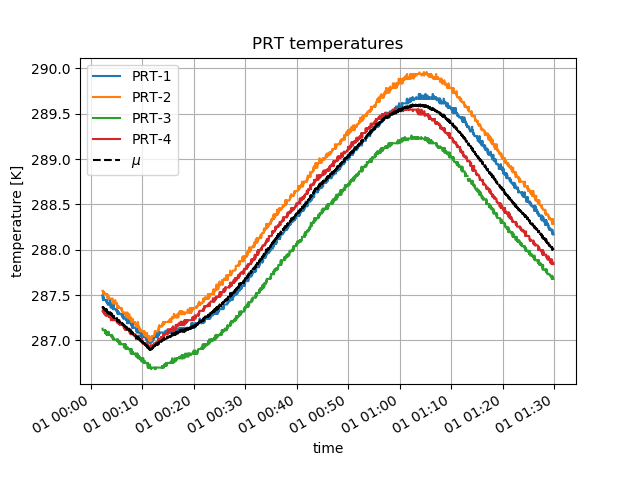 PRT temperatures
290.0
289.5
289.0
288.5
288.0
287.5
287.0
temperature [K]
PRT-1
PRT-2
PRT-3
PRT-4
μ
01 00:00
01 00:10
01 00:20
01 00:30
01 00:40
01 00:50
01 01:00
01 01:10
01 01:20
01 01:30
time